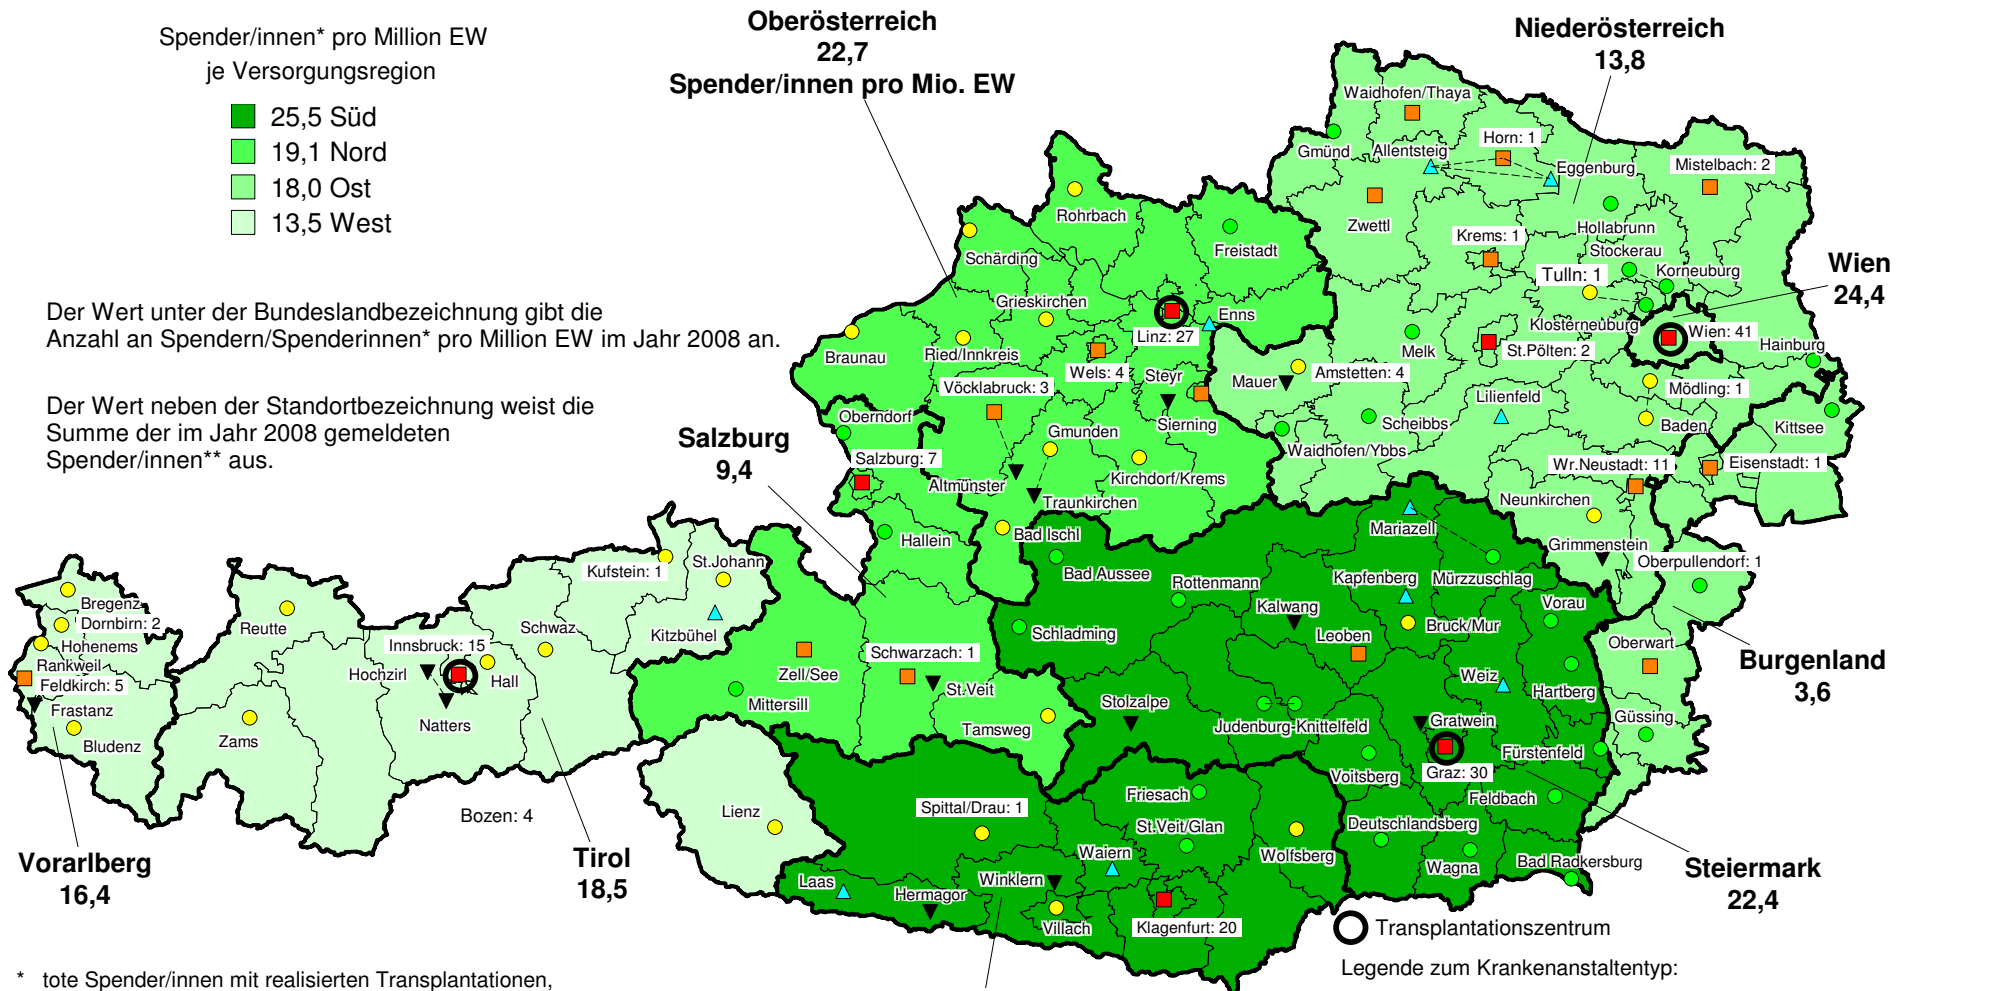 Spender/innen* pro Million EW
je Versorgungsregion
25,5 Süd
19,1 Nord
18,0 Ost
13,5 West
Der Wert unter der Bundeslandbezeichnung gibt die
Anzahl an Spendern/Spenderinnen* pro Million EW im Jahr 2008 an.
Der Wert neben der Standortbezeichnung weist die
Summe der im Jahr 2008 gemeldeten
Spender/innen** aus.
Oberösterreich
22,7
Spender/innen pro Mio. EW
Niederösterreich
13,8
Wien
24,4
Salzburg
9,4
Burgenland
3,6
Vorarlberg
16,4
Tirol
18,5
Steiermark
22,4
Waidhofen/Thaya
Gmünd
Allentsteig
Horn: 1
Eggenburg
Mistelbach: 2
Zwettl
Krems: 1
Hollabrunn
Stockerau
Tulln: 1
Korneuburg
Klosterneuburg
Wien: 41
Hainburg
Melk
St.Pölten: 2
Mauer
Amstetten: 4
Mödling: 1
Lilienfeld
Baden
Scheibbs
Waidhofen/Ybbs
Kittsee
Wr.Neustadt: 11
Eisenstadt: 1
Neunkirchen
Grimmenstein
Oberpullendorf: 1
Oberwart
Güssing
Rohrbach
Freistadt
Schärding
Grieskirchen
Linz: 27
Enns
Braunau
Ried/Innkreis
Wels: 4
Steyr
Vöcklabruck: 3
Sierning
Gmunden
Altmünster
Kirchdorf/Krems
Traunkirchen
Bad Ischl
Oberndorf
Salzburg: 7
Hallein
Zell/See
Mittersill
Schwarzach: 1
St.Veit
Tamsweg
Kufstein: 1
St.Johann
Kitzbühel
Reutte
Schwaz
Innsbruck: 15
Hochzirl
Hall
Natters
Zams
Lienz
Bozen: 4
Bregenz
Dornbirn: 2
Hohenems
Rankweil
Feldkirch: 5
Frastanz
Bludenz
Mariazell
Bad Aussee
Rottenmann
Kapfenberg
Mürzzuschlag
Kalwang
Vorau
Schladming
Leoben
Bruck/Mur
Weiz
Hartberg
Stolzalpe
Judenburg-Knittelfeld
Gratwein
Fürstenfeld
Voitsberg
Graz: 30
Feldbach
Deutschlandsberg
Wagna
Bad Radkersburg
Spittal/Drau: 1
Friesach
St.Veit/Glan
Wolfsberg
Waiern
Winklern
Laas
Hermagor
Villach
Klagenfurt: 20
Transplantationszentrum
Legende zum Krankenanstaltentyp:
* tote Spender/innen mit realisierten Transplantationen,